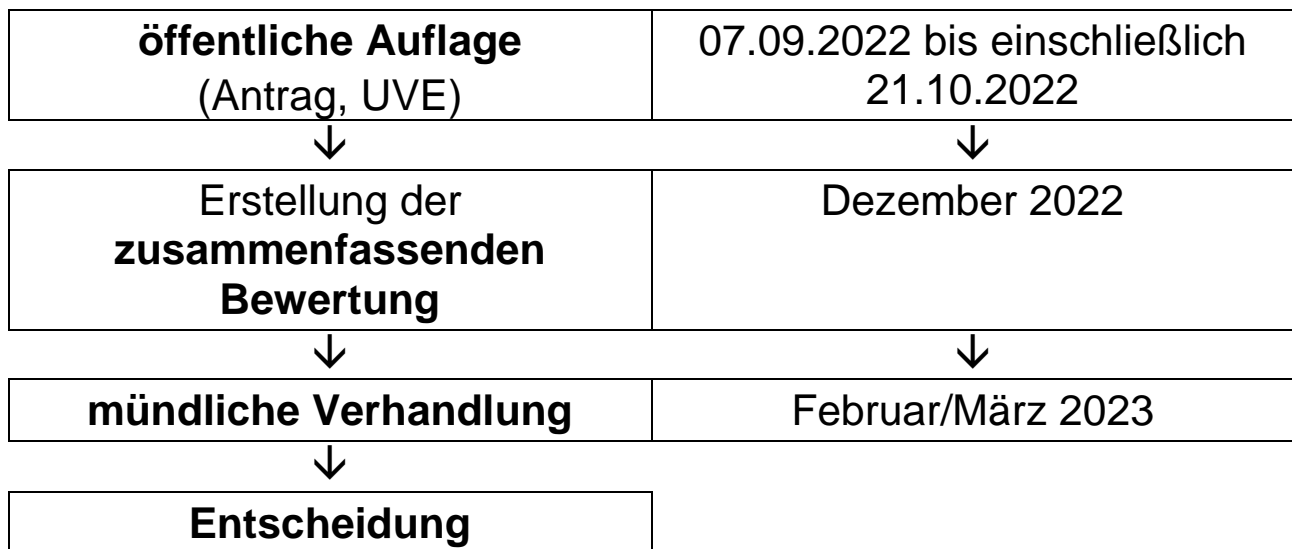 öffentliche Auflage
(Antrag, UVE)
07.09.2022 bis einschließlich
21.10.2022
↓
↓
Erstellung der
zusammenfassenden
Bewertung
Dezember 2022
↓
↓
mündliche Verhandlung
Februar/März 2023
↓
Entscheidung